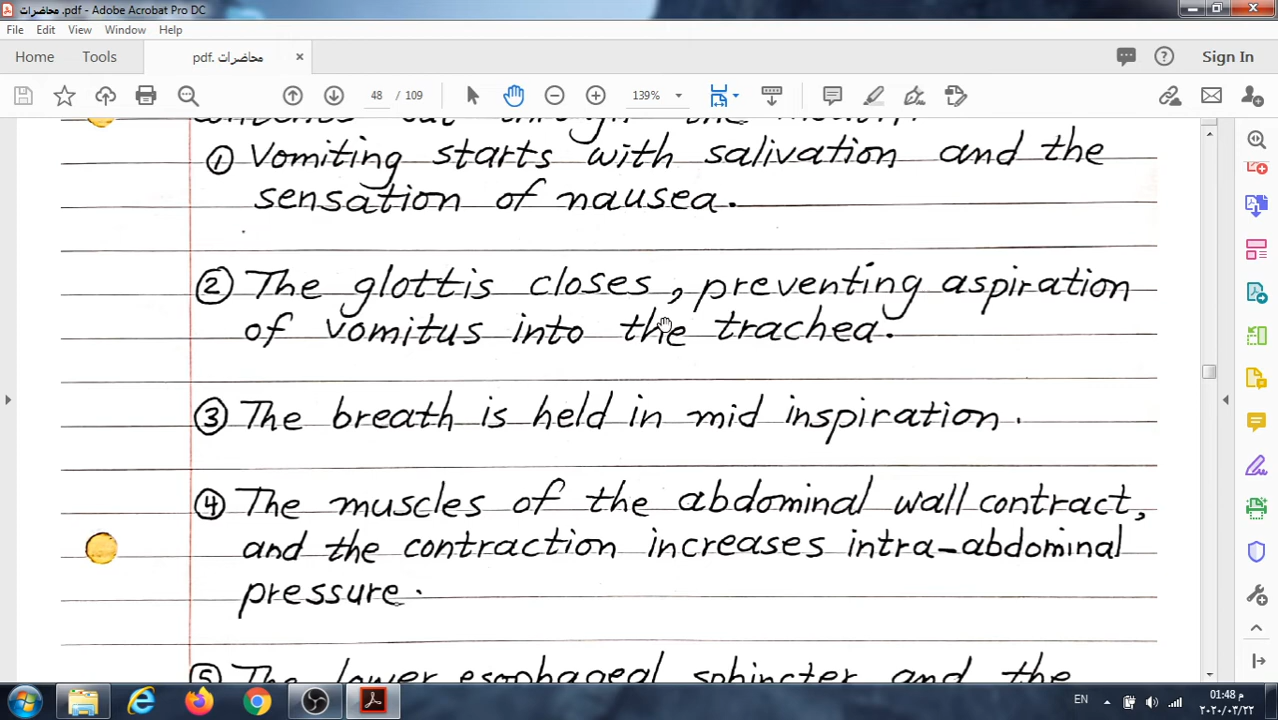 محاضرات .pdf - Adobe Acrobat Pro DC
File Edit View Window Help
Home Tools محاضرات .pdf × Sign In
48 / 109 139%
① Vomiting starts with salivation and the
sensation of nausea.
② The glottis closes, preventing aspiration
of vomitus into the trachea.
③ The breath is held in mid inspiration.
④ The muscles of the abdominal wall contract,
and the contraction increases intra-abdominal
pressure.
⑤ The lower esophageal sphincter and the
EN 01:48 م
٢٠٢٠/٠٣/٢٢